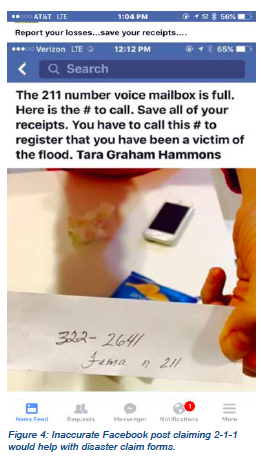 AT&T LTE 1:04 PM 56%
Report your losses...save your receipts....
Verizon LTE 12:12 PM 65%
Search
The 211 number voice mailbox is full.
Here is the # to call. Save all of your
receipts. You have to call this # to
register that you have been a victim of
the flood. Tara Graham Hammons
322-2641
Fema n 211
News Feed Requests Messenger Notifications More
1
Figure 4: Inaccurate Facebook post claiming 2-1-1
would help with disaster claim forms.